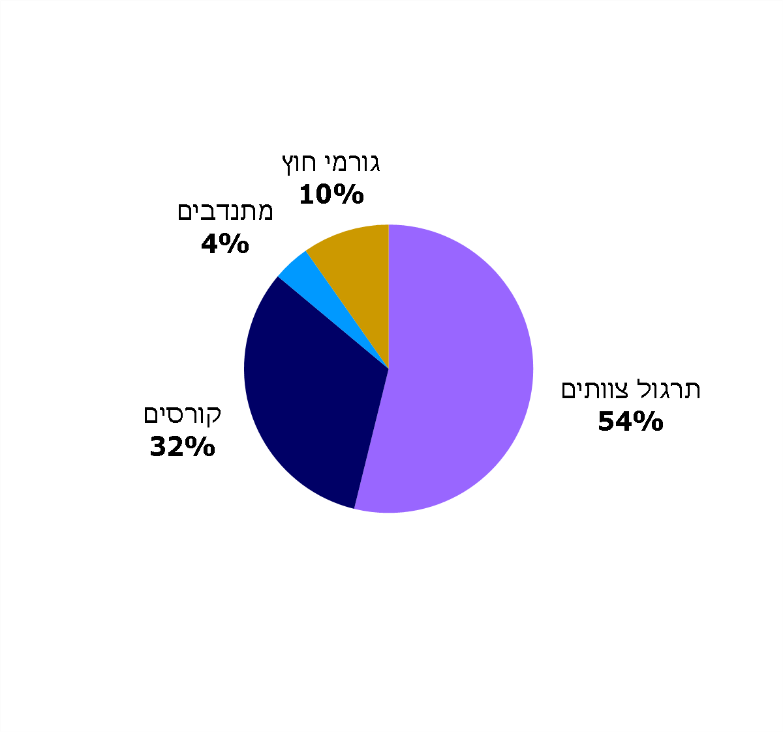 גורמי חוץ
10%
מתנדבים
4%
תרגול צוותים
54%
קורסים
32%